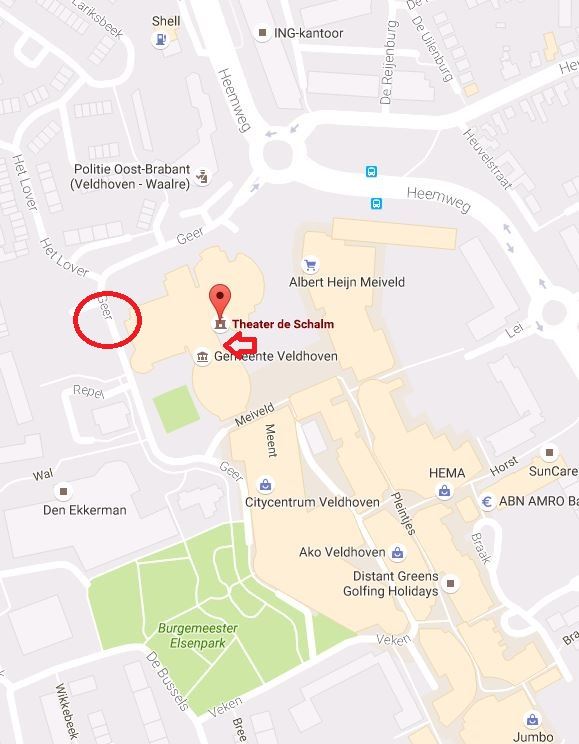 Lariksbeek
Shell
ING-kantoor
De Reijenburg
De Uilenburg
Heemweg
Het Lover
Politie Oost-Brabant
(Veldhoven - Waalre)
Heuvelstraat
Heemweg
Geer
Het Lover
Albert Heijn Meiveld
Geer
Theater de Schalm
Lei
Gemeente Veldhoven
Repel
Meiveld
Meent
Wal
Geer
HEMA
Horst
SunCare
Den Ekkerman
Citycentrum Veldhoven
Pleintjes
ABN AMRO Ba
Braak
Ako Veldhoven
Distant Greens
Golfing Holidays
Burgemeester
Elsenpark
Veken
Bra
De Bussels
Wikkebeek
Veken
Bree
Jumbo